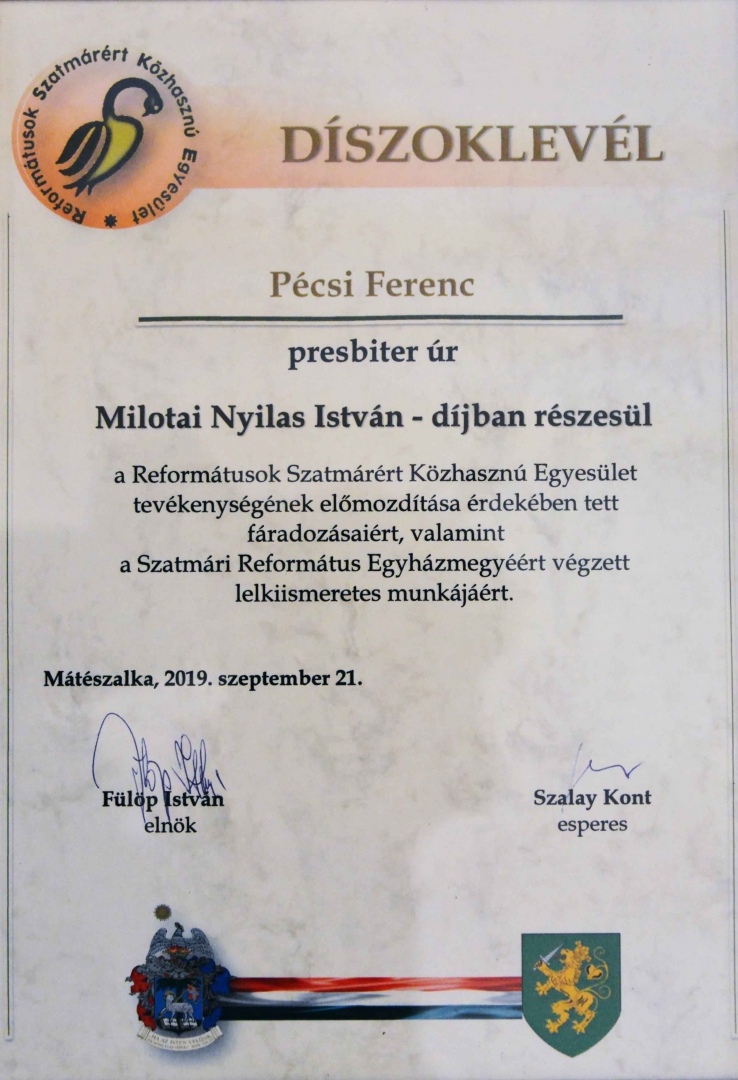 Reformátusok Szatmárért Közhasznú Egyesület
DÍSZOKLEVÉL
Pécsi Ferenc
presbiter úr
Milotai Nyilas István - díjban részesül
a Reformátusok Szatmárért Közhasznú Egyesület
tevékenységének előmozdítása érdekében tett
fáradozásaiért, valamint
a Szatmári Református Egyházmegyéért végzett
lelkiismeretes munkájáért.
Mátészalka, 2019. szeptember 21.
Fülöp István
elnök
Szalay Kont
esperes